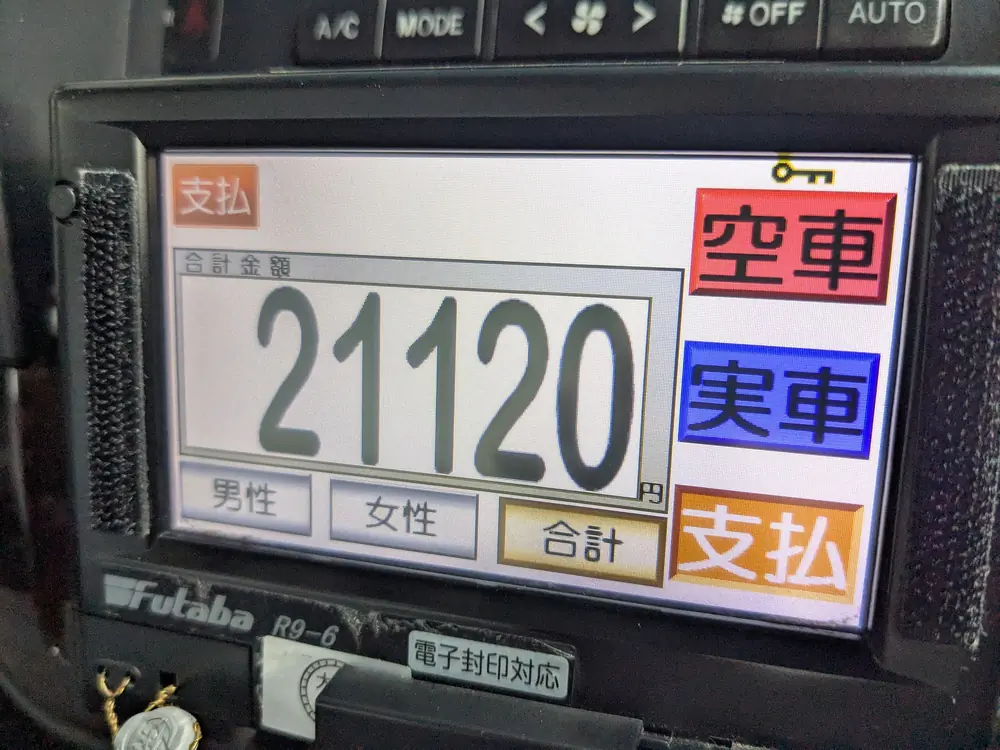 A/C
MODE
< >
OFF
AUTO
支払
空車
合計金額
21120
円
実車
男性
女性
合計
支払
Futaba
R9-6
電子封印対応